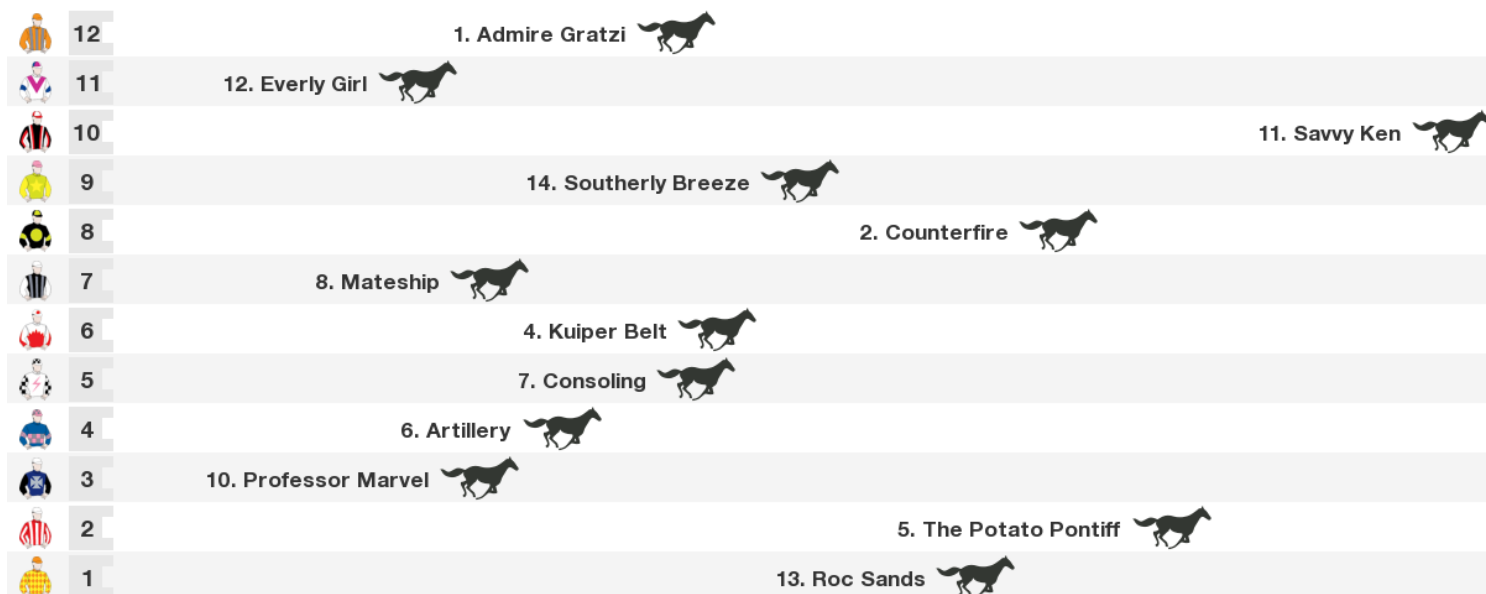 12 1. Admire Gratzi
11 12. Everly Girl
10 11. Savvy Ken
9 14. Southerly Breeze
8 2. Counterfire
7 8. Mateship
6 4. Kuiper Belt
5 7. Consoling
4 6. Artillery
3 10. Professor Marvel
2 5. The Potato Pontiff
1 13. Roc Sands